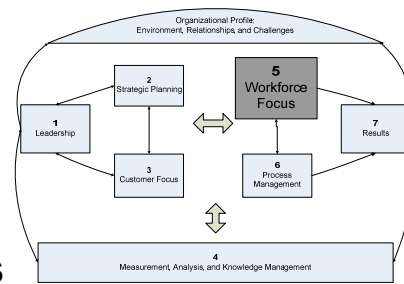 Organizational Profile:
Environment, Relationships, and Challenges
2
Strategic Planning
5
Workforce
Focus
1
Leadership
7
Results
3
Customer Focus
6
Process
Management
4
Measurement, Analysis, and Knowledge Management
s